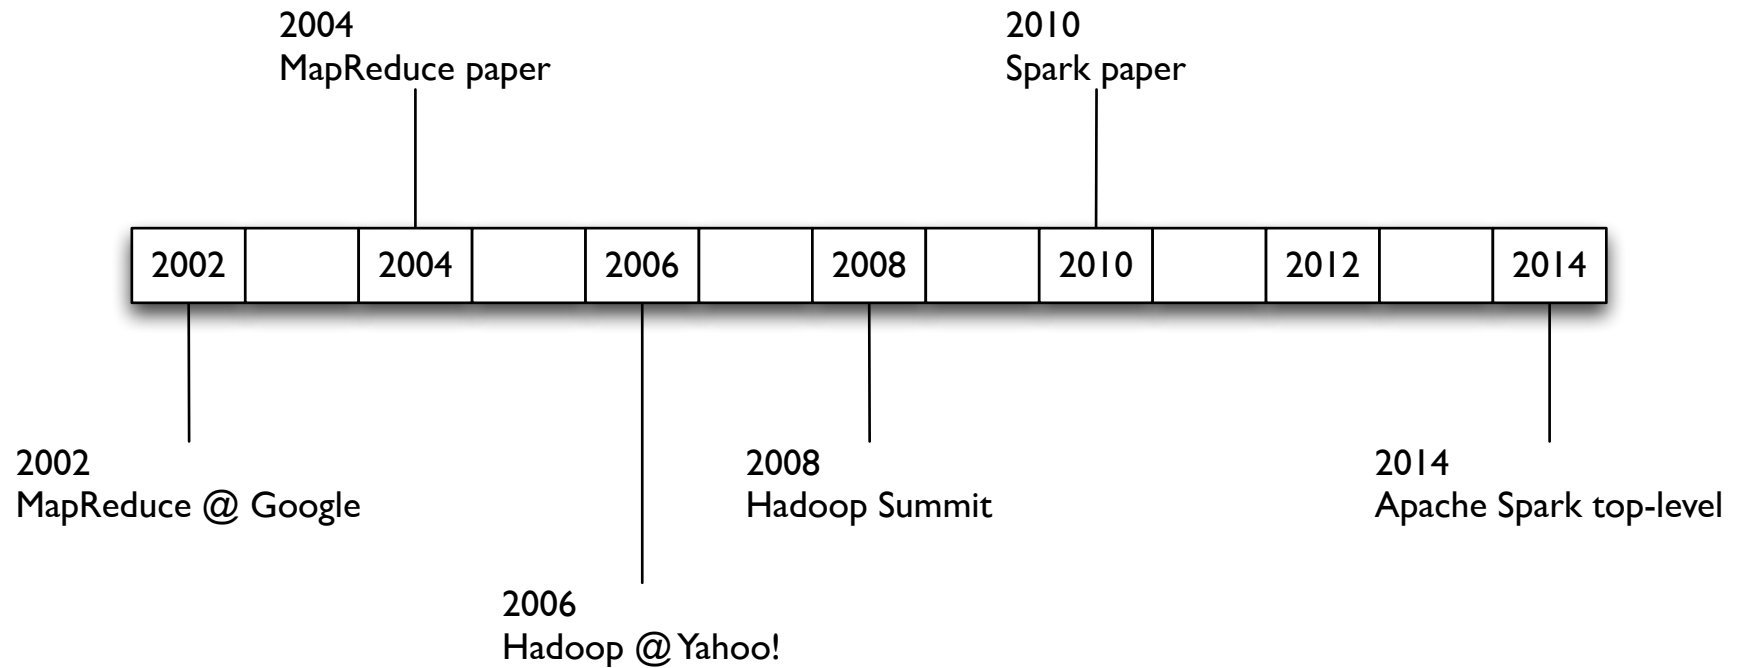 2004
MapReduce paper
2010
Spark paper
2002 2004 2006 2008 2010 2012 2014
2002
MapReduce @ Google
2008
Hadoop Summit
2014
Apache Spark top-level
2006
Hadoop @ Yahoo!